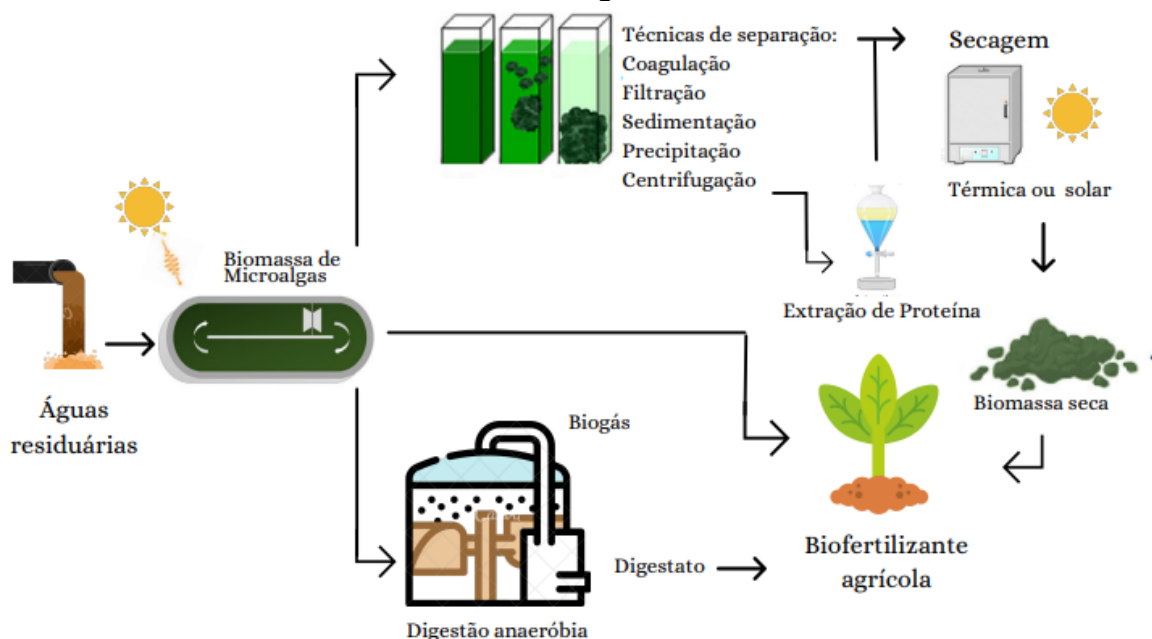 Técnicas de separação:
Coagulação
Filtração
Sedimentação
Precipitação
Centrifugação
Secagem
Térmica ou solar
Extração de Proteína
Biomassa seca
Biomassa de
Microalgas
Águas
residuárias
Biogás
Digestato
Digestão anaeróbia
Biofertilizante
agrícola